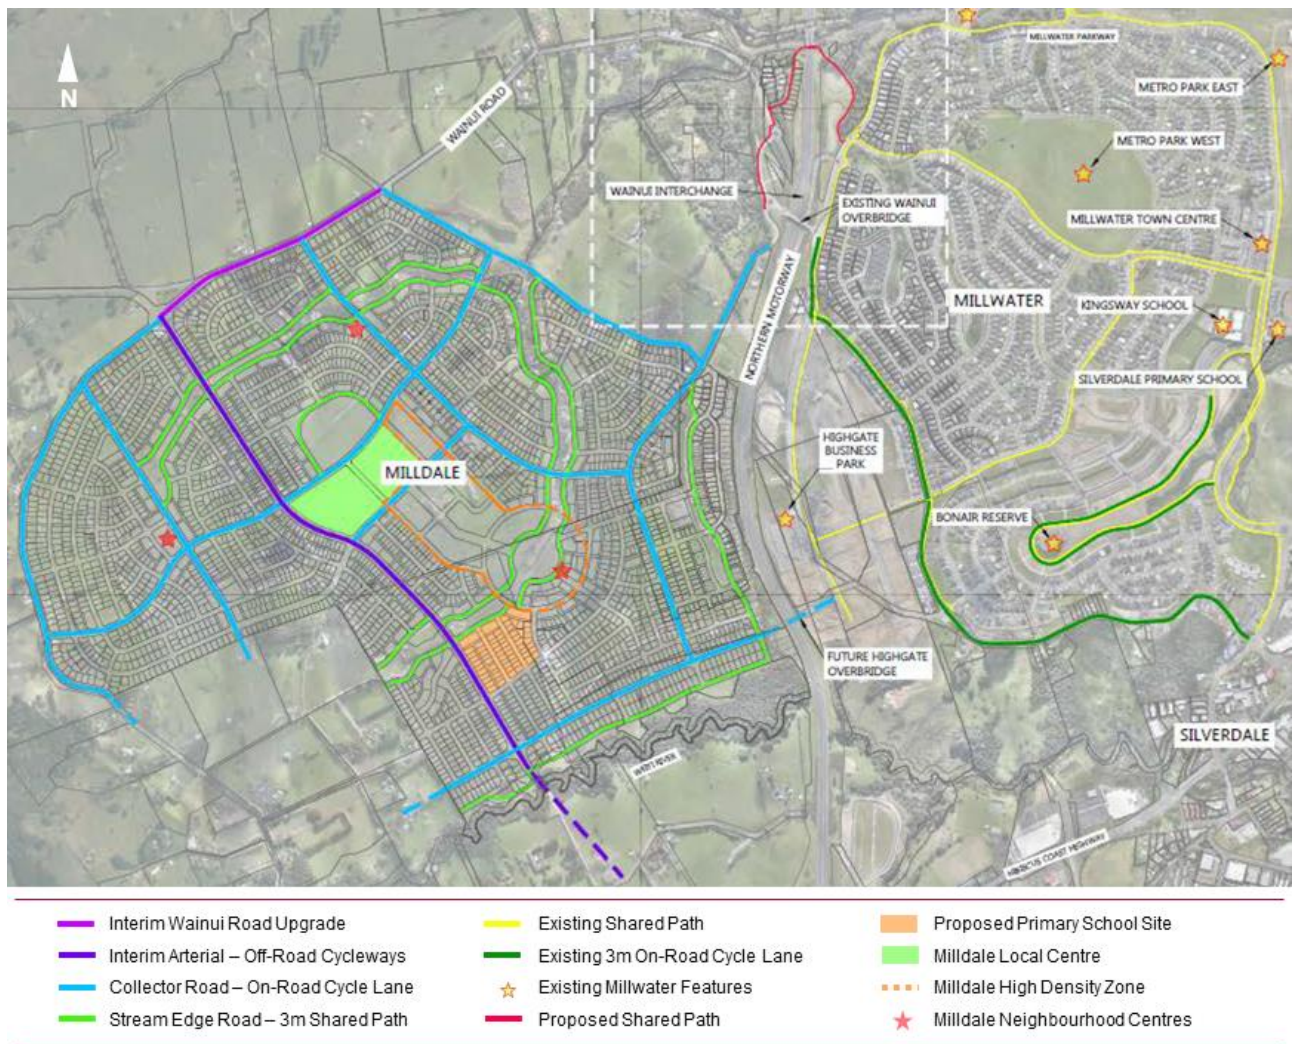 N
WAINUI ROAD
MILLWATER PARKWAY
METRO PARK EAST
METRO PARK WEST
WAINUI INTERCHANGE
EXISTING WAINUI
OVERBRIDGE
MILLWATER TOWN CENTRE
NORTHERN MOTORWAY
MILLWATER
KINGSWAY SCHOOL
SILVERDALE PRIMARY SCHOOL
HIGHGATE
BUSINESS
PARK
MILLDALE
BONAIR RESERVE
FUTURE HIGHGATE
OVERBRIDGE
SILVERDALE
WEITI RIVER
HIBISCUS COAST HIGHWAY
Interim Wainui Road Upgrade
Interim Arterial – Off-Road Cycleways
Collector Road – On-Road Cycle Lane
Stream Edge Road – 3m Shared Path
Existing Shared Path
Existing 3m On-Road Cycle Lane
Existing Millwater Features
Proposed Shared Path
Proposed Primary School Site
Milldale Local Centre
Milldale High Density Zone
Milldale Neighbourhood Centres